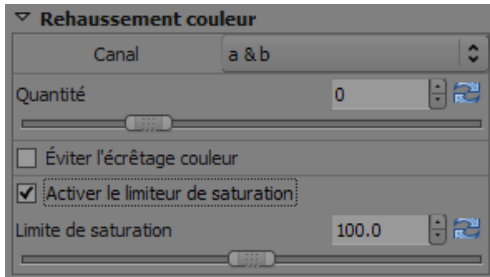 Rehaussement couleur
Canal a & b
Quantité 0
Éviter l'écrêtage couleur
Activer le limiteur de saturation
Limite de saturation 100.0